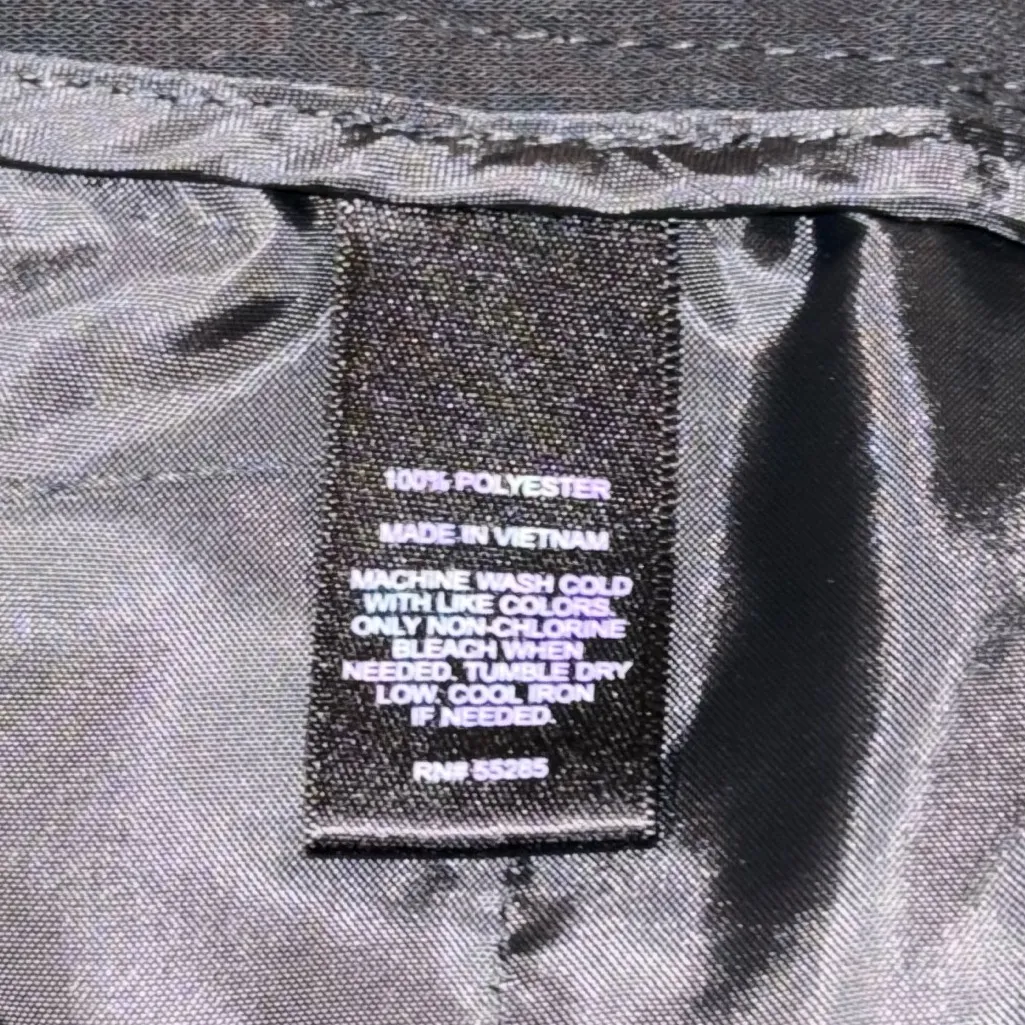 100% POLYESTER
MADE IN VIETNAM
MACHINE WASH COLD
WITH LIKE COLORS.
ONLY NON-CHLORINE
BLEACH WHEN
NEEDED. TUMBLE DRY
LOW, COOL IRON
IF NEEDED.
RN# 55285